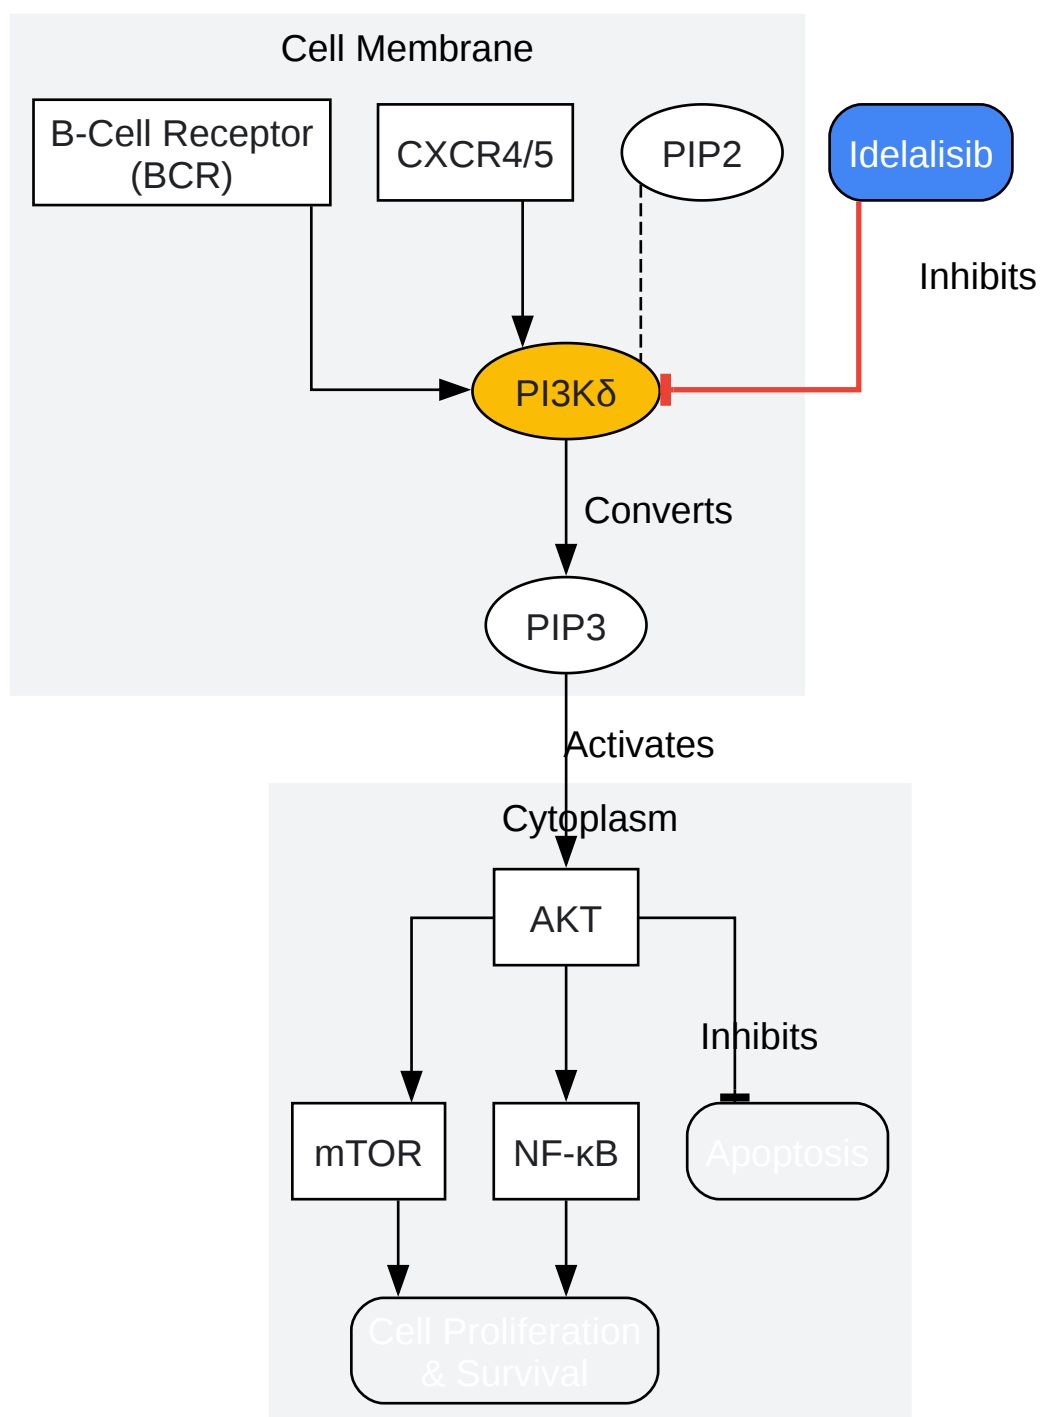 Cell Membrane
B-Cell Receptor
(BCR)
CXCR4/5
PIP2
Idelalisib
Inhibits
PI3Kδ
Converts
PIP3
Activates
Cytoplasm
AKT
Inhibits
mTOR
NF-κB
Apoptosis
Cell Proliferation
& Survival